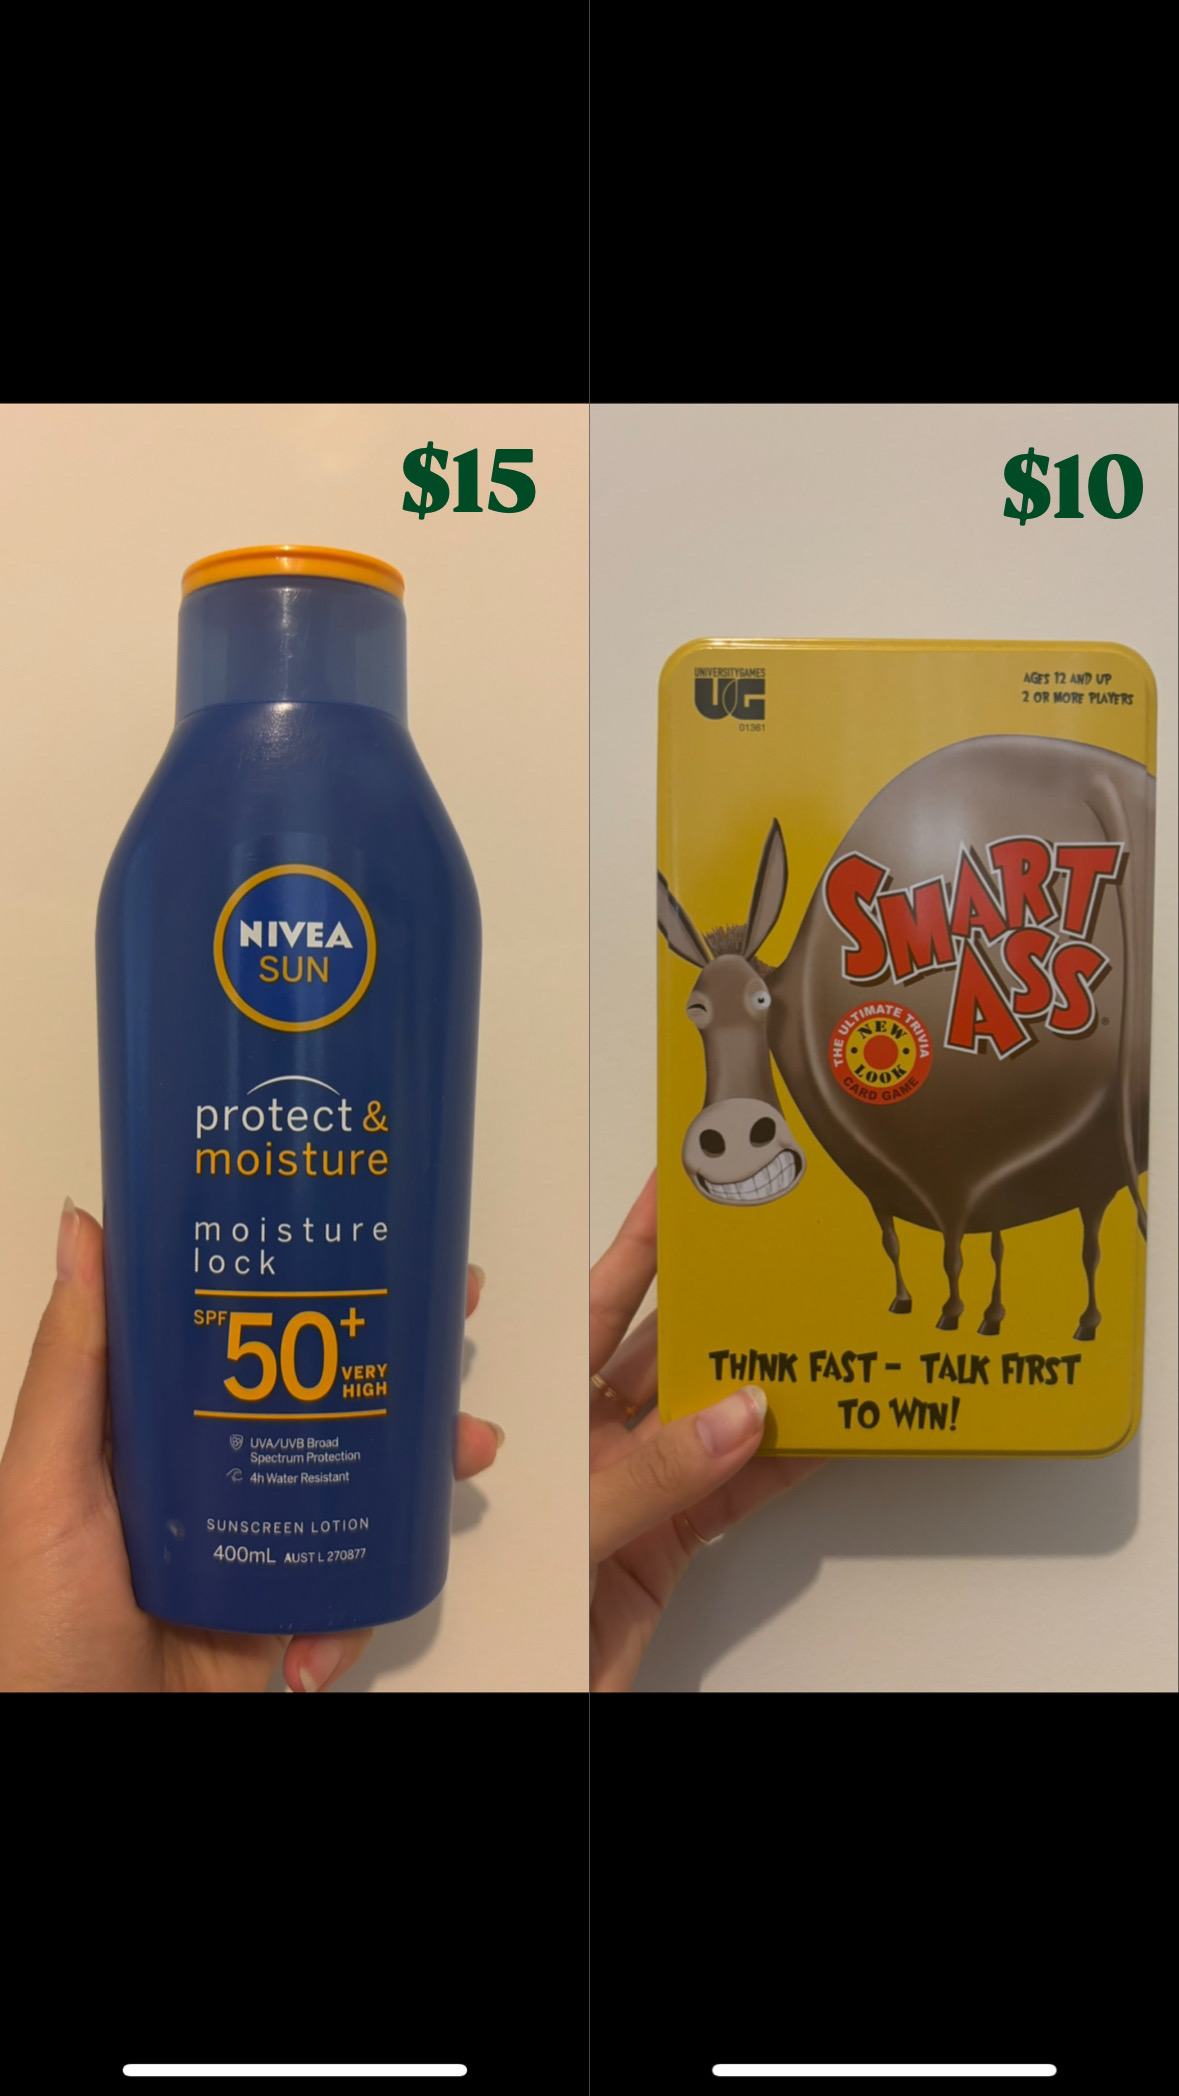 $15
NIVEA
SUN
protect &
moisture
moisture
lock
SPF 50+
VERY
HIGH
UVA/UVB Broad
Spectrum Protection
4h Water Resistant
SUNSCREEN LOTION
400mL AUST L 270877
$10
UNIVERSITY GAMES
UG
01361
AGES 12 AND UP
2 OR MORE PLAYERS
SMART
ASS®
THE ULTIMATE TRIVIA
NEW
LOOK
CARD GAME
THINK FAST - TALK FIRST
TO WIN!